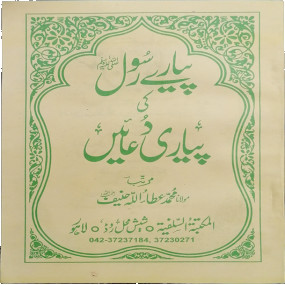 پیارے رسول ﷺ
کی
پیاری دعائیں
مرتب
مولانا محمد عطاء اللہ حنیف
المکتبۃ السلفیۃ ○ شیش محل روڈ ○ لاہور
042-37237184, 37230271